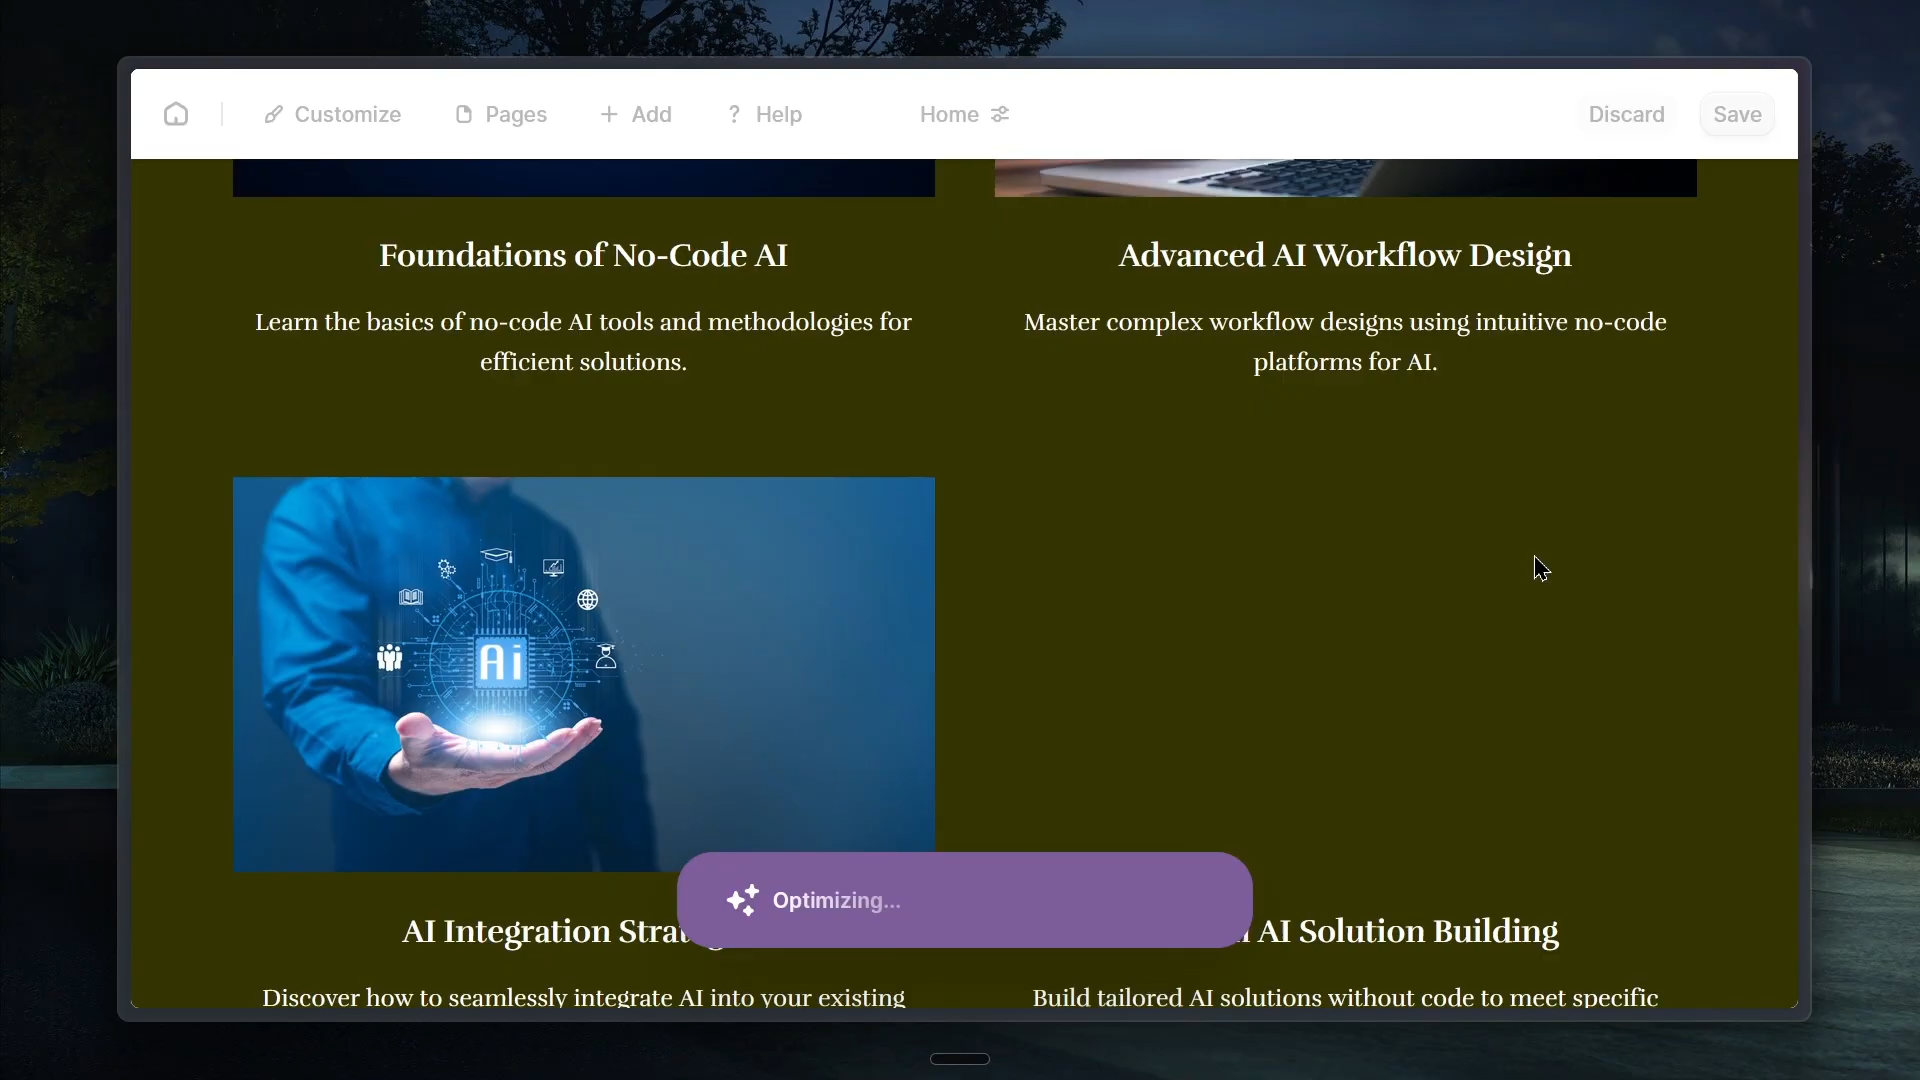 Customize
Pages
Add
? Help
Home
Discard
Save
Foundations of No-Code AI
Advanced AI Workflow Design
Learn the basics of no-code AI tools and methodologies for
efficient solutions.
Master complex workflow designs using intuitive no-code
platforms for AI.
Ai
Optimizing...
AI Integration
AI Solution Building
Discover how to seamlessly integrate AI into your existing
Build tailored AI solutions without code to meet specific